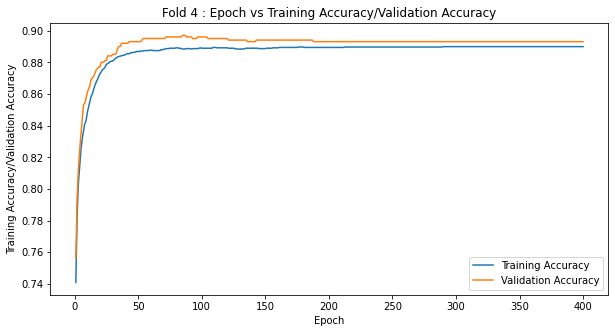 Fold 4 : Epoch vs Training Accuracy/Validation Accuracy
Training Accuracy/Validation Accuracy
0.90
0.88
0.86
0.84
0.82
0.80
0.78
0.76
0.74
Training Accuracy
Validation Accuracy
0 50 100 150 200 250 300 350 400
Epoch